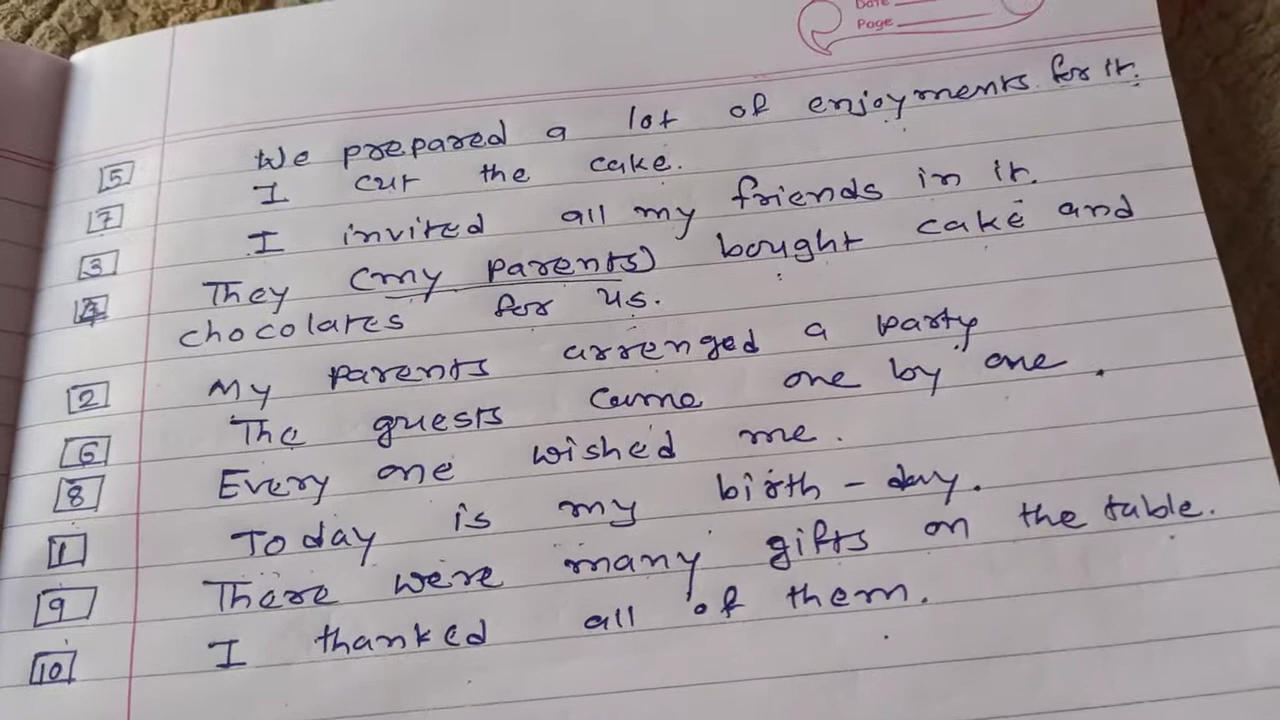 Date
Page
5 We prepared a lot of enjoyments for it.
7 I cut the cake.
3 I invited all my friends in it.
4 They (my parents) bought cake and
chocolates for us.
2 My parents arrenged a party
6 The guests came one by one.
8 Every one wished me.
1 Today is my birth-day.
9 There were many gifts on the table.
10 I thanked all of them.